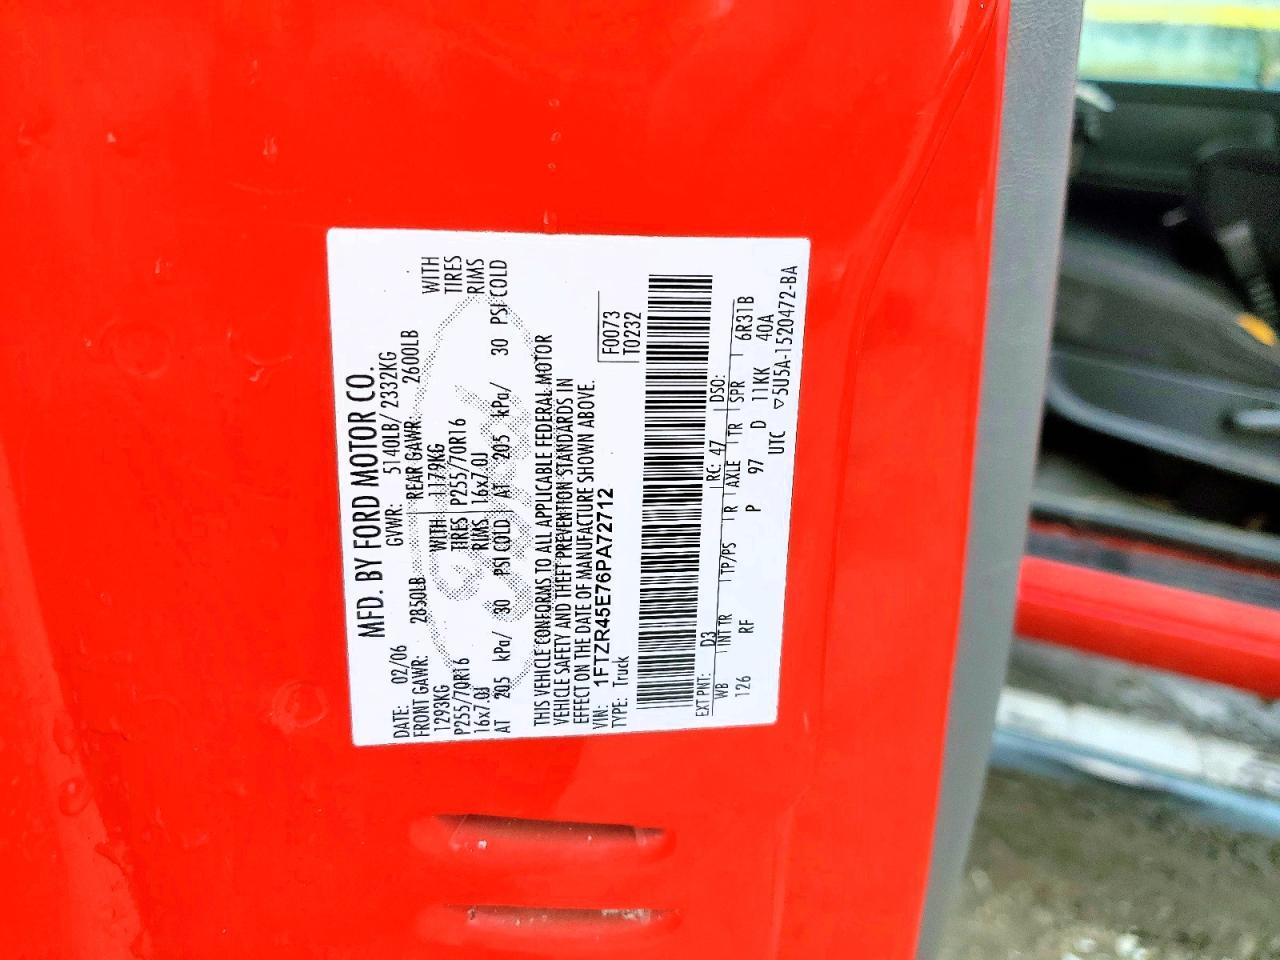 MFD. BY FORD MOTOR CO.
DATE: 02/06 GVWR: 5140LB/ 2332KG
FRONT GAWR: 2850LB REAR GAWR: 2600LB
1293KG WITH 1179KG WITH
P255/70R16 TIRES P255/70R16 TIRES
16x7.0J RIMS 16x7.0J RIMS
AT 205 kPa/ 30 PSI COLD AT 205 kPa/ 30 PSI COLD
THIS VEHICLE CONFORMS TO ALL APPLICABLE FEDERAL MOTOR
VEHICLE SAFETY AND THEFT PREVENTION STANDARDS IN
EFFECT ON THE DATE OF MANUFACTURE SHOWN ABOVE.
VIN: 1FTZR45E76PA72712 F0073
TYPE: Truck T0232
EXT PNT: D3 RC: 47 DSO:
WB INT TR TP/PS R AXLE TR SPR 6R31B
126 RF P 97 D 11KK 40A
UTC ▽5U5A-1520472-BA